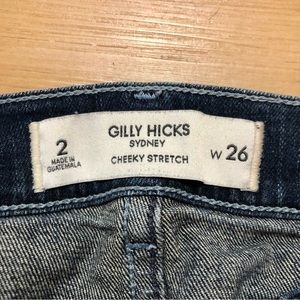 2
MADE IN
GUATEMALA
GILLY HICKS
SYDNEY
CHEEKY STRETCH
W 26